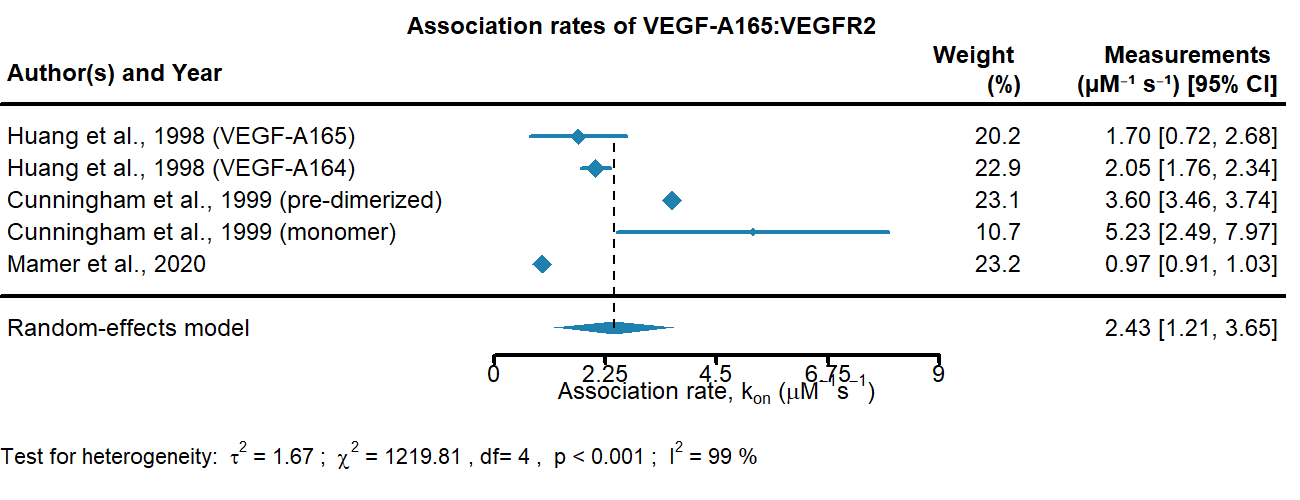 Association rates of VEGF-A165:VEGFR2
Author(s) and Year Weight (%) Measurements (μM⁻¹ s⁻¹) [95% CI]
Huang et al., 1998 (VEGF-A165) 20.2 1.70 [0.72, 2.68]
Huang et al., 1998 (VEGF-A164) 22.9 2.05 [1.76, 2.34]
Cunningham et al., 1999 (pre-dimerized) 23.1 3.60 [3.46, 3.74]
Cunningham et al., 1999 (monomer) 10.7 5.23 [2.49, 7.97]
Mamer et al., 2020 23.2 0.97 [0.91, 1.03]
Random-effects model 2.43 [1.21, 3.65]
0 2.25 4.5 6.75 9
Association rate, kₒₙ (μM⁻¹s⁻¹)
Test for heterogeneity: τ² = 1.67 ; χ² = 1219.81 , df= 4 , p < 0.001 ; I² = 99 %